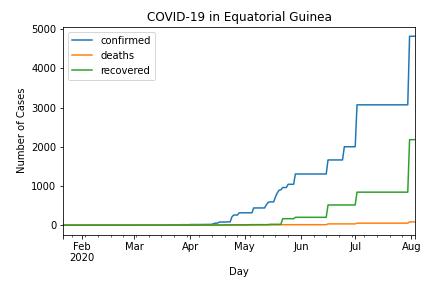 COVID-19 in Equatorial Guinea
confirmed
deaths
recovered
Number of Cases
5000
4000
3000
2000
1000
0
Feb
2020
Mar
Apr
May
Jun
Jul
Aug
Day